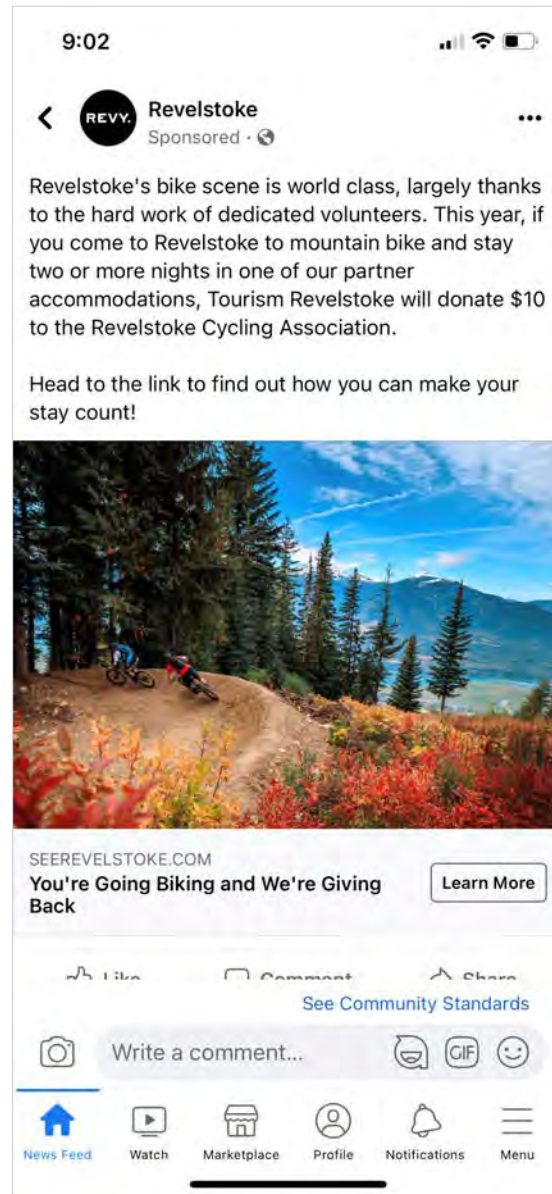 9:02
REVY.
Revelstoke
Sponsored ·
Revelstoke's bike scene is world class, largely thanks
to the hard work of dedicated volunteers. This year, if
you come to Revelstoke to mountain bike and stay
two or more nights in one of our partner
accommodations, Tourism Revelstoke will donate $10
to the Revelstoke Cycling Association.
Head to the link to find out how you can make your
stay count!
SEEREVELSTOKE.COM
You're Going Biking and We're Giving
Back
Learn More
Like Comment Share
See Community Standards
Write a comment...
GIF
News Feed Watch Marketplace Profile Notifications Menu